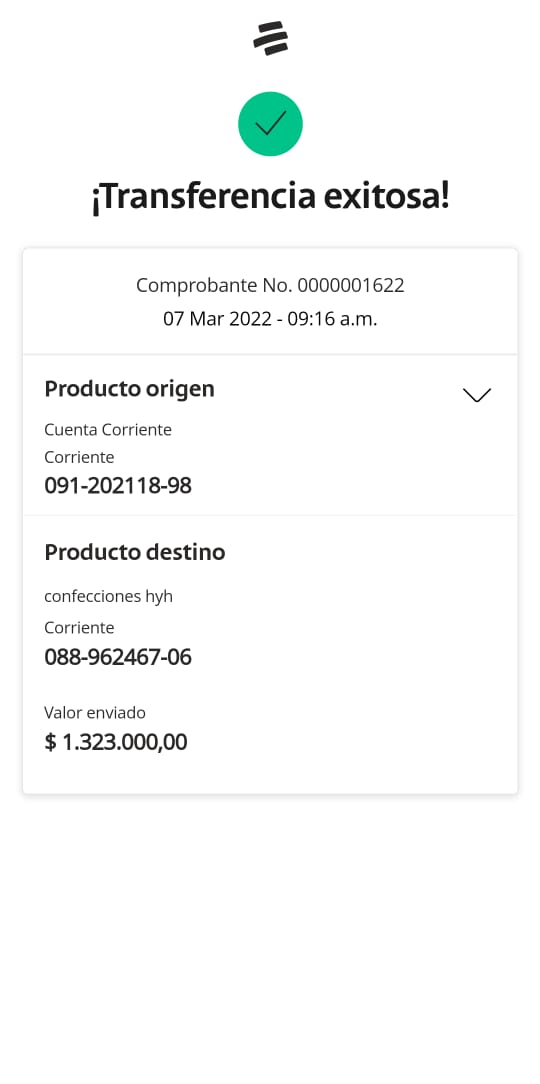 ¡Transferencia exitosa!
Comprobante No. 0000001622
07 Mar 2022 - 09:16 a.m.
Producto origen
Cuenta Corriente
Corriente
091-202118-98
Producto destino
confecciones hyh
Corriente
088-962467-06
Valor enviado
$ 1.323.000,00